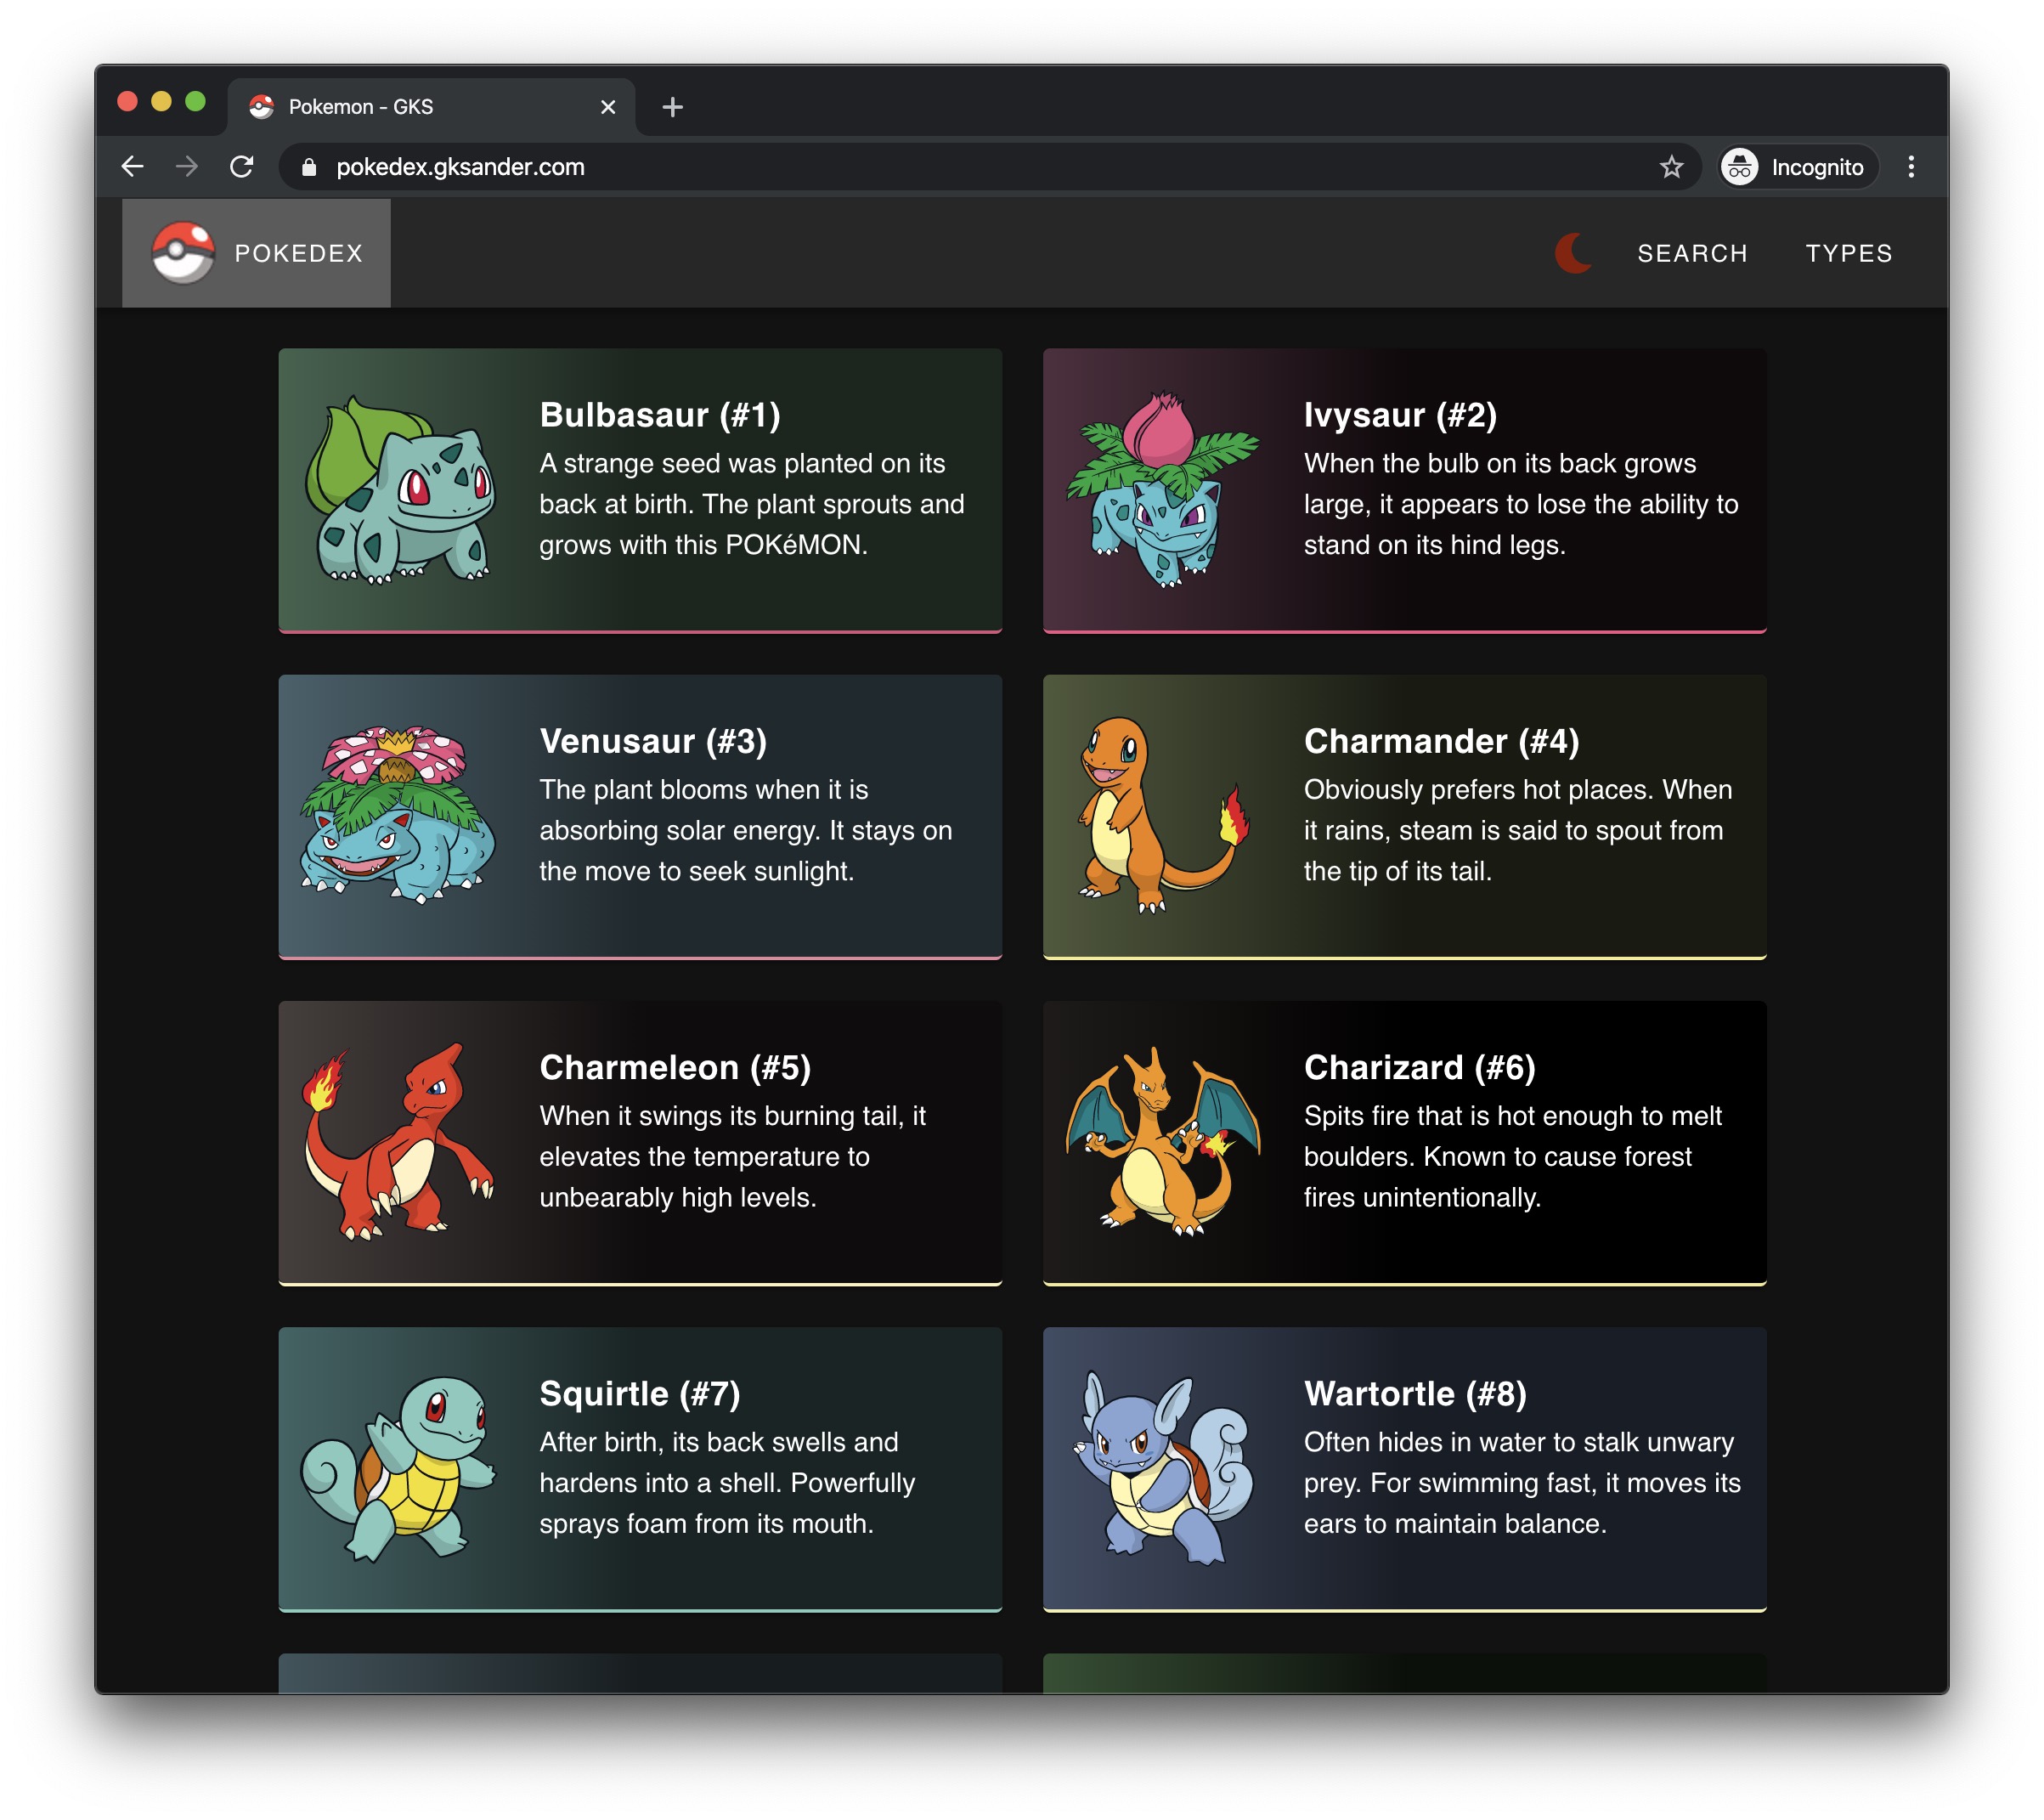 Pokemon - GKS
pokedex.gksander.com
Incognito
POKEDEX
SEARCH
TYPES
Bulbasaur (#1)
A strange seed was planted on its
back at birth. The plant sprouts and
grows with this POKéMON.
Ivysaur (#2)
When the bulb on its back grows
large, it appears to lose the ability to
stand on its hind legs.
Venusaur (#3)
The plant blooms when it is
absorbing solar energy. It stays on
the move to seek sunlight.
Charmander (#4)
Obviously prefers hot places. When
it rains, steam is said to spout from
the tip of its tail.
Charmeleon (#5)
When it swings its burning tail, it
elevates the temperature to
unbearably high levels.
Charizard (#6)
Spits fire that is hot enough to melt
boulders. Known to cause forest
fires unintentionally.
Squirtle (#7)
After birth, its back swells and
hardens into a shell. Powerfully
sprays foam from its mouth.
Wartortle (#8)
Often hides in water to stalk unwary
prey. For swimming fast, it moves its
ears to maintain balance.